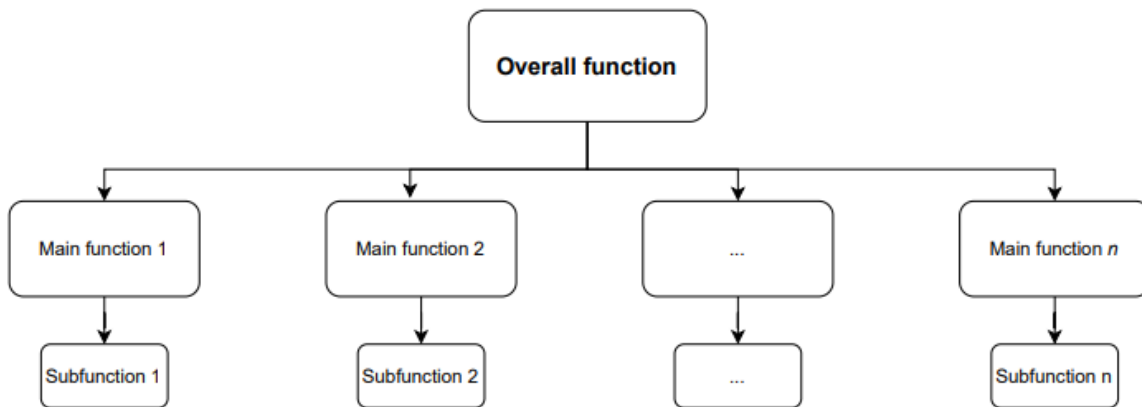 Overall function
Main function 1
Main function 2
...
Main function n
Subfunction 1
Subfunction 2
...
Subfunction n